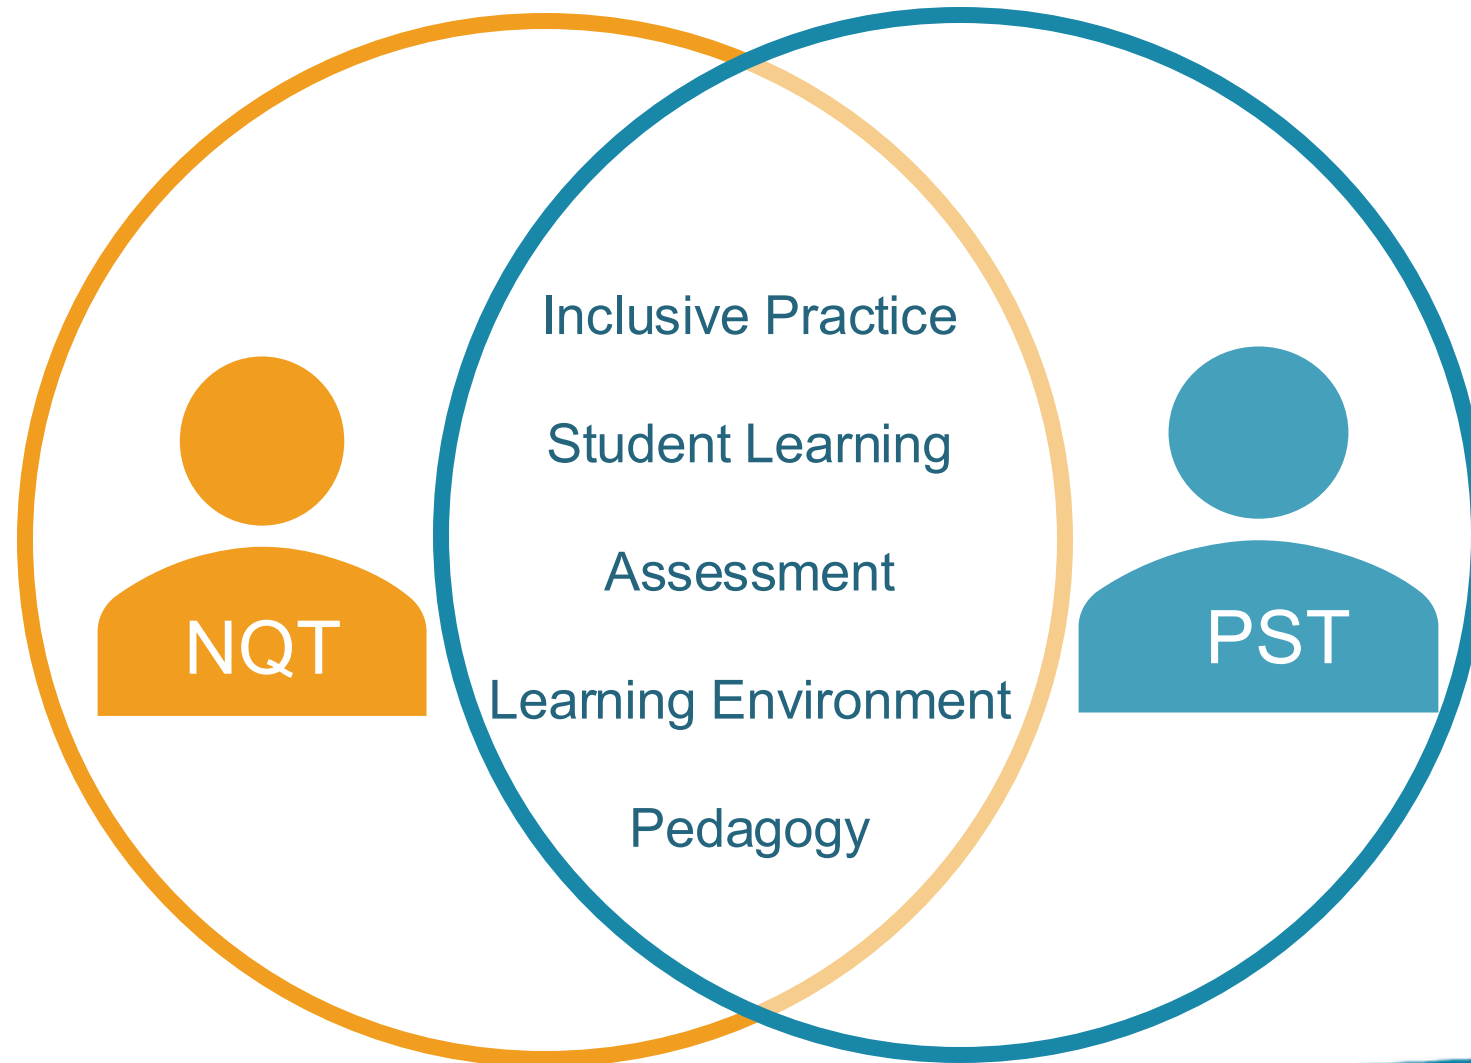 Inclusive Practice
Student Learning
Assessment
NQT
PST
Learning Environment
Pedagogy